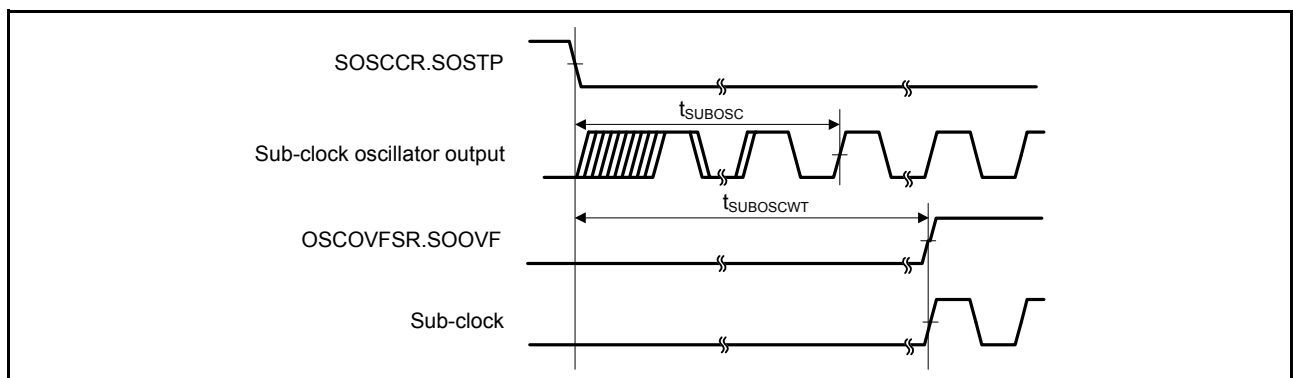 SOSCCR.SOSTP
tSUBOSC
Sub-clock oscillator output
tSUBOSCWT
OSCOVFSR.SOOVF
Sub-clock